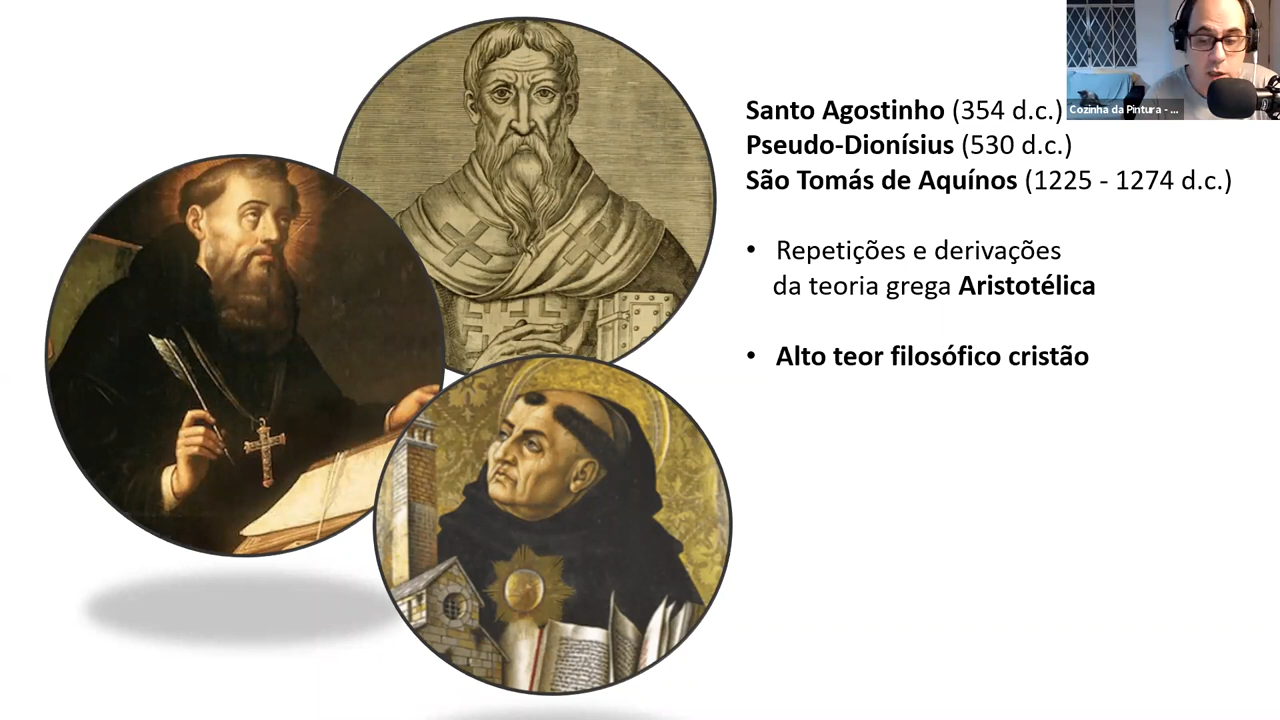 Santo Agostinho (354 d.c.)
Pseudo-Dionísius (530 d.c.)
São Tomás de Aquínos (1225 - 1274 d.c.)
• Repetições e derivações
da teoria grega Aristotélica
• Alto teor filosófico cristão
Cozinha da Pintura - ...